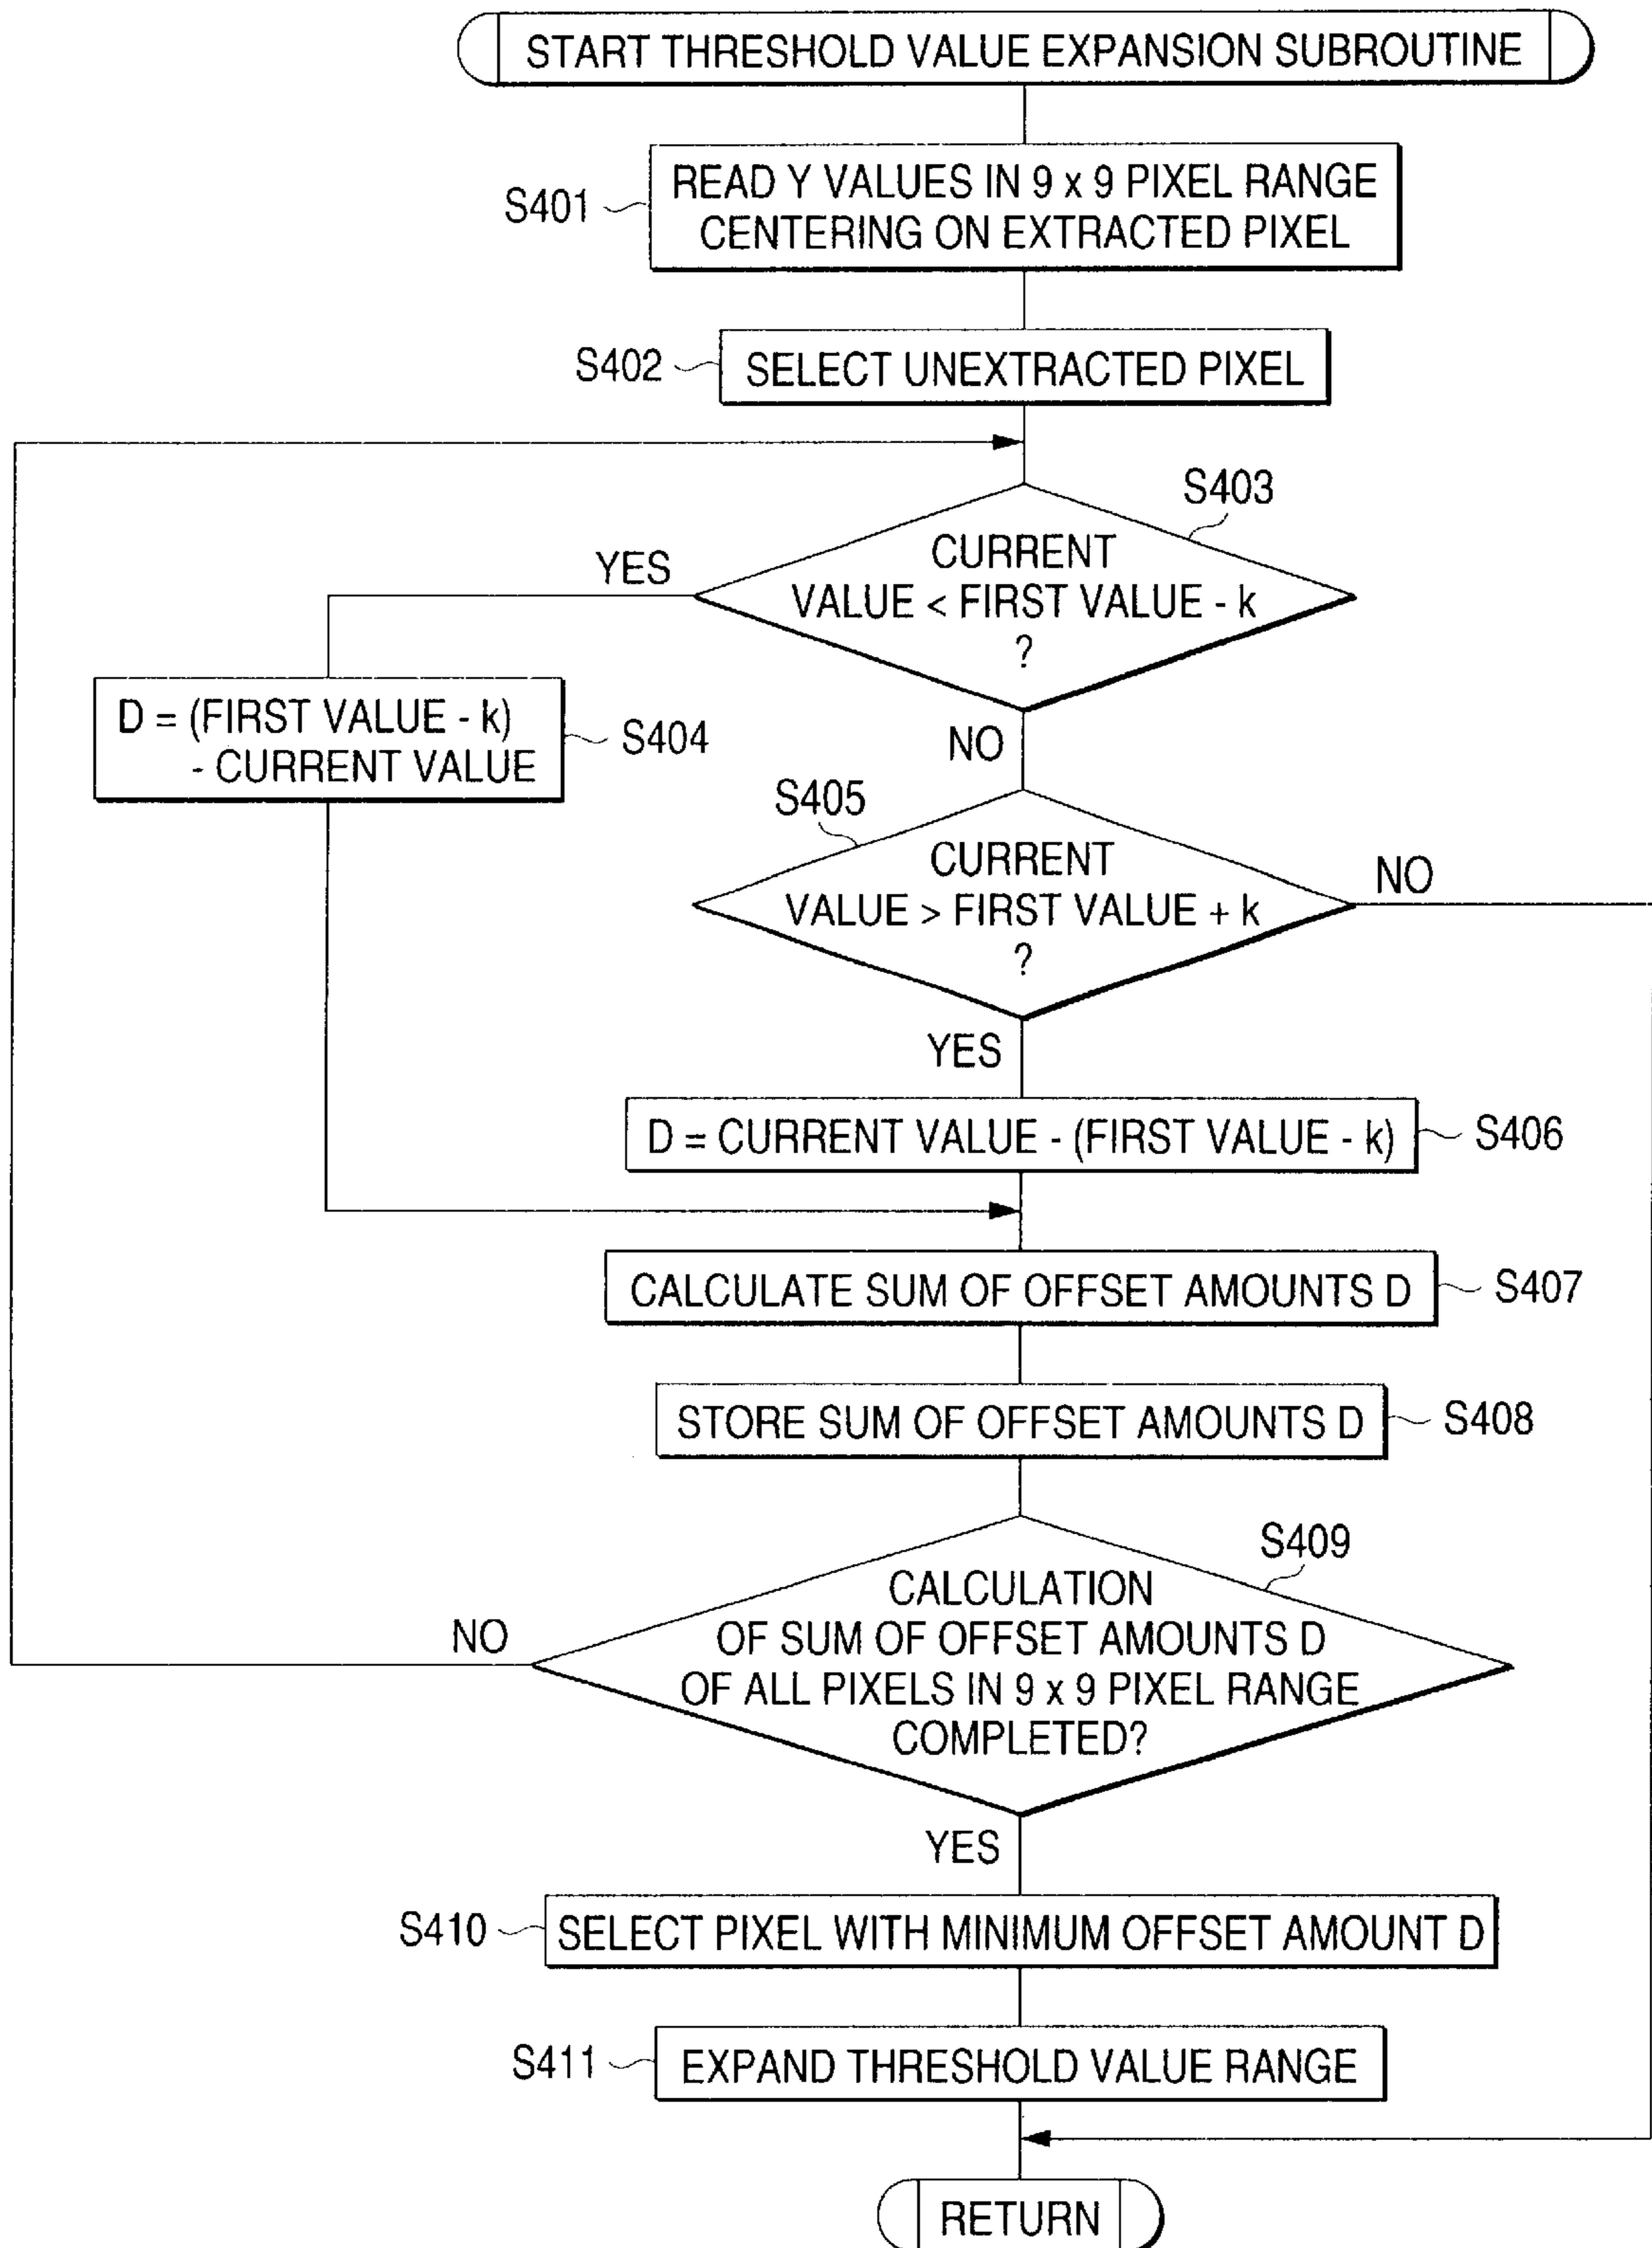 START THRESHOLD VALUE EXPANSION SUBROUTINE
S401
READ Y VALUES IN 9 x 9 PIXEL RANGE
CENTERING ON EXTRACTED PIXEL
S402
SELECT UNEXTRACTED PIXEL
S403
CURRENT
VALUE < FIRST VALUE - k
?
YES
NO
D = (FIRST VALUE - k)
- CURRENT VALUE
S404
S405
CURRENT
VALUE > FIRST VALUE + k
?
NO
YES
D = CURRENT VALUE - (FIRST VALUE - k)
S406
CALCULATE SUM OF OFFSET AMOUNTS D
S407
STORE SUM OF OFFSET AMOUNTS D
S408
S409
CALCULATION
OF SUM OF OFFSET AMOUNTS D
OF ALL PIXELS IN 9 x 9 PIXEL RANGE
COMPLETED?
NO
YES
S410
SELECT PIXEL WITH MINIMUM OFFSET AMOUNT D
S411
EXPAND THRESHOLD VALUE RANGE
RETURN